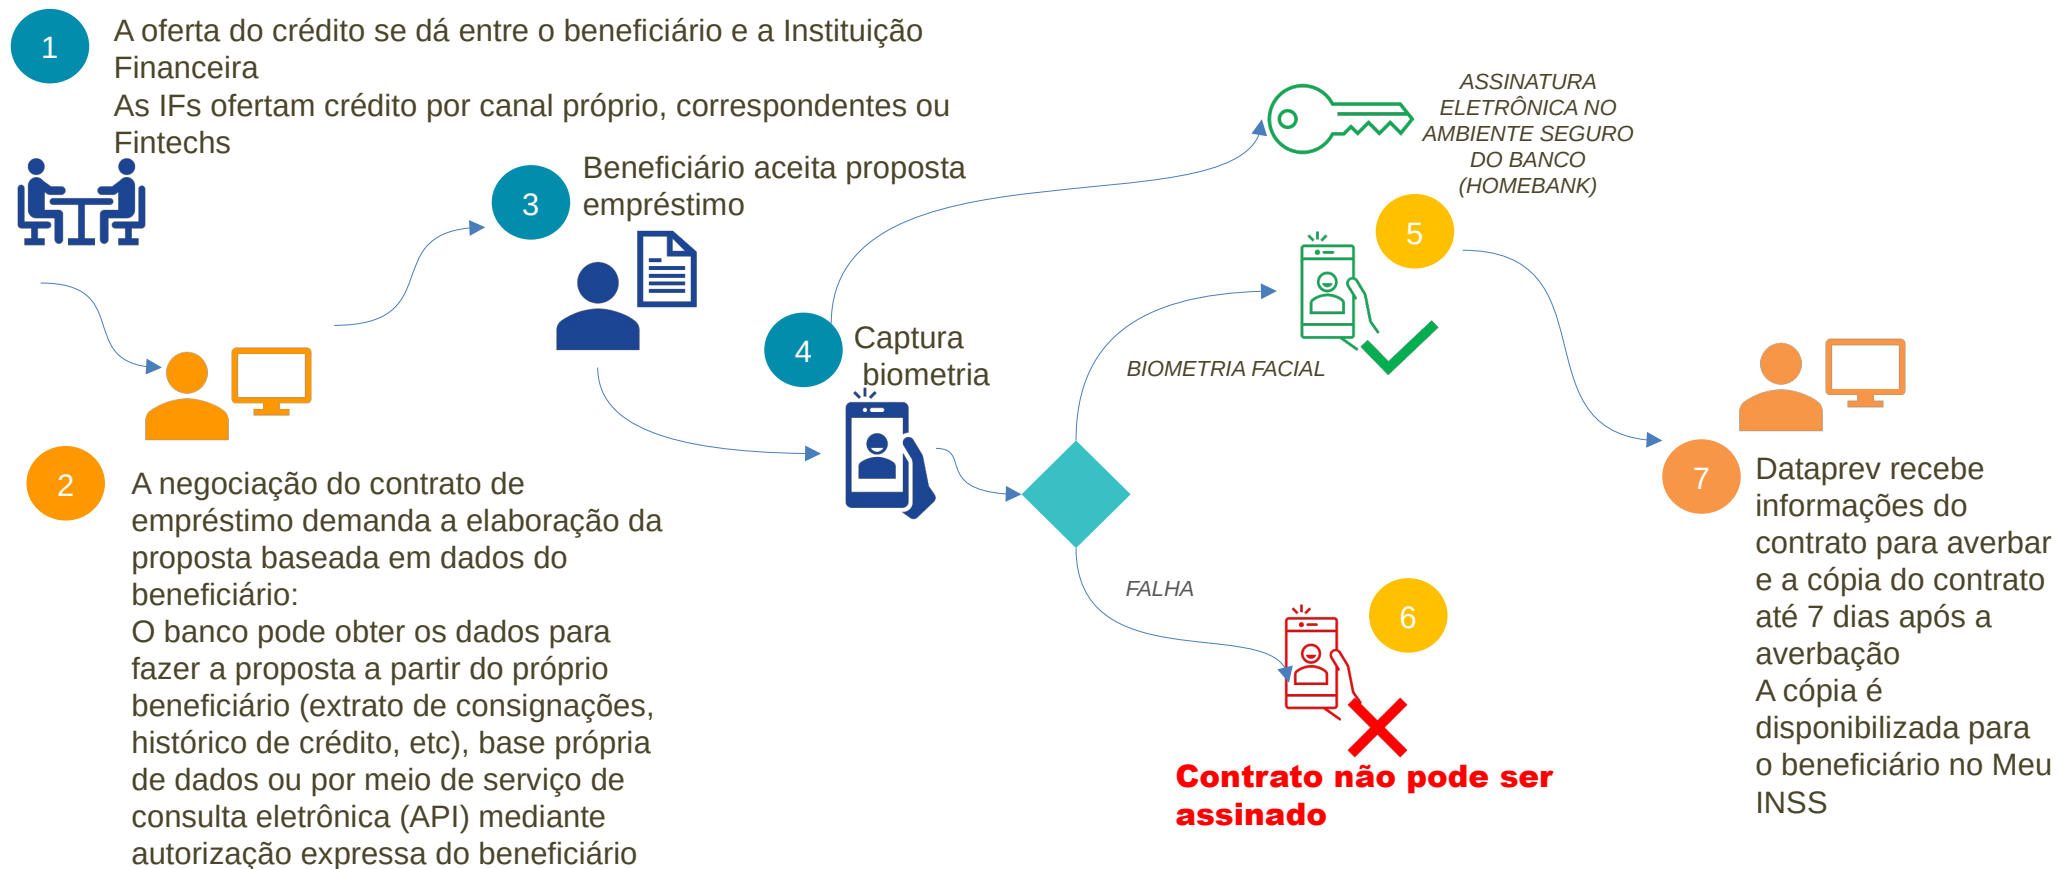 1
A oferta do crédito se dá entre o beneficiário e a Instituição
Financeira
As IFs ofertam crédito por canal próprio, correspondentes ou
Fintechs
2
A negociação do contrato de
empréstimo demanda a elaboração da
proposta baseada em dados do
beneficiário:
O banco pode obter os dados para
fazer a proposta a partir do próprio
beneficiário (extrato de consignações,
histórico de crédito, etc), base própria
de dados ou por meio de serviço de
consulta eletrônica (API) mediante
autorização expressa do beneficiário
3
Beneficiário aceita proposta
empréstimo
4
Captura
biometria
ASSINATURA
ELETRÔNICA NO
AMBIENTE SEGURO
DO BANCO
(HOMEBANK)
5
BIOMETRIA FACIAL
FALHA
6
Contrato não pode ser
assinado
7
Dataprev recebe
informações do
contrato para averbar
e a cópia do contrato
até 7 dias após a
averbação
A cópia é
disponibilizada para
o beneficiário no Meu
INSS